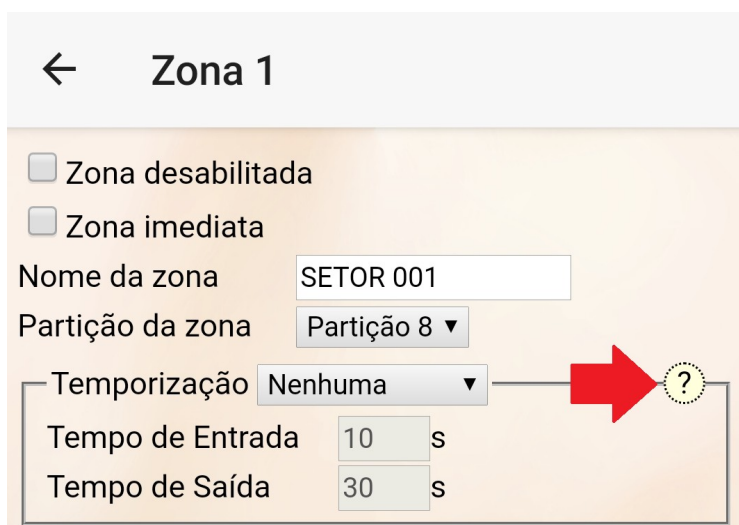 Zona 1
Zona desabilitada
Zona imediata
Nome da zona SETOR 001
Partição da zona Partição 8 ▼
Temporização Nenhuma ▼ ?
Tempo de Entrada 10 s
Tempo de Saída 30 s